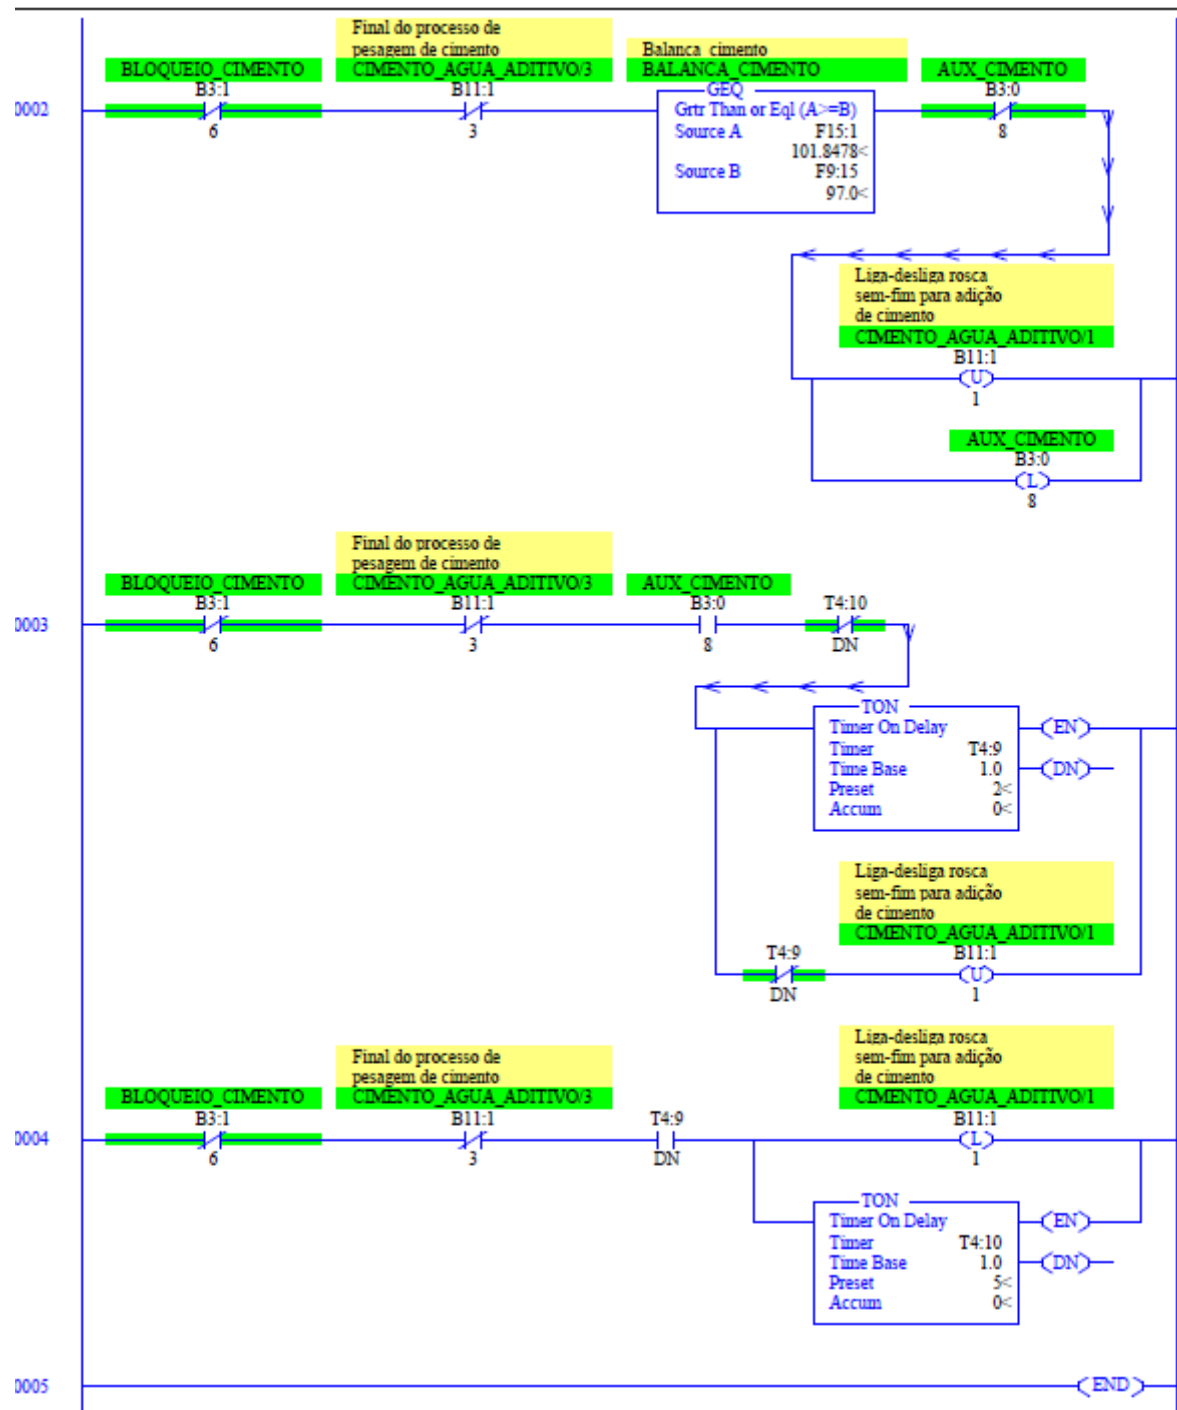 Final do processo de
pesagem de cimento
Balanca cimento
BLOQUEIO_CIMENTO CIMENTO_AGUA_ADITIVO/3 BALANCA_CIMENTO AUX_CIMENTO
B3:1 B11:1 GEQ B3:0
0002
Grtr Than or Eql (A>=B)
6 3 8
Source A F15:1
101.8478<
Source B F9:15
97.0<
Liga-desliga rosca
sem-fim para adição
de cimento
CIMENTO_AGUA_ADITIVO/1
B11:1
U
1
AUX_CIMENTO
B3:0
L
8
Final do processo de
pesagem de cimento
BLOQUEIO_CIMENTO CIMENTO_AGUA_ADITIVO/3 AUX_CIMENTO
B3:1 B11:1 B3:0 T4:10
0003
6 3 8 DN
TON
Timer On Delay EN
Timer T4:9
Time Base 1.0 DN
Preset 2<
Accum 0<
Liga-desliga rosca
sem-fim para adição
de cimento
CIMENTO_AGUA_ADITIVO/1
T4:9 B11:1
U
DN 1
Liga-desliga rosca
sem-fim para adição
de cimento
Final do processo de
pesagem de cimento
BLOQUEIO_CIMENTO CIMENTO_AGUA_ADITIVO/3 CIMENTO_AGUA_ADITIVO/1
B3:1 B11:1 T4:9 B11:1
0004 L
6 3 DN 1
TON
Timer On Delay EN
Timer T4:10
Time Base 1.0 DN
Preset 5<
Accum 0<
0005 END